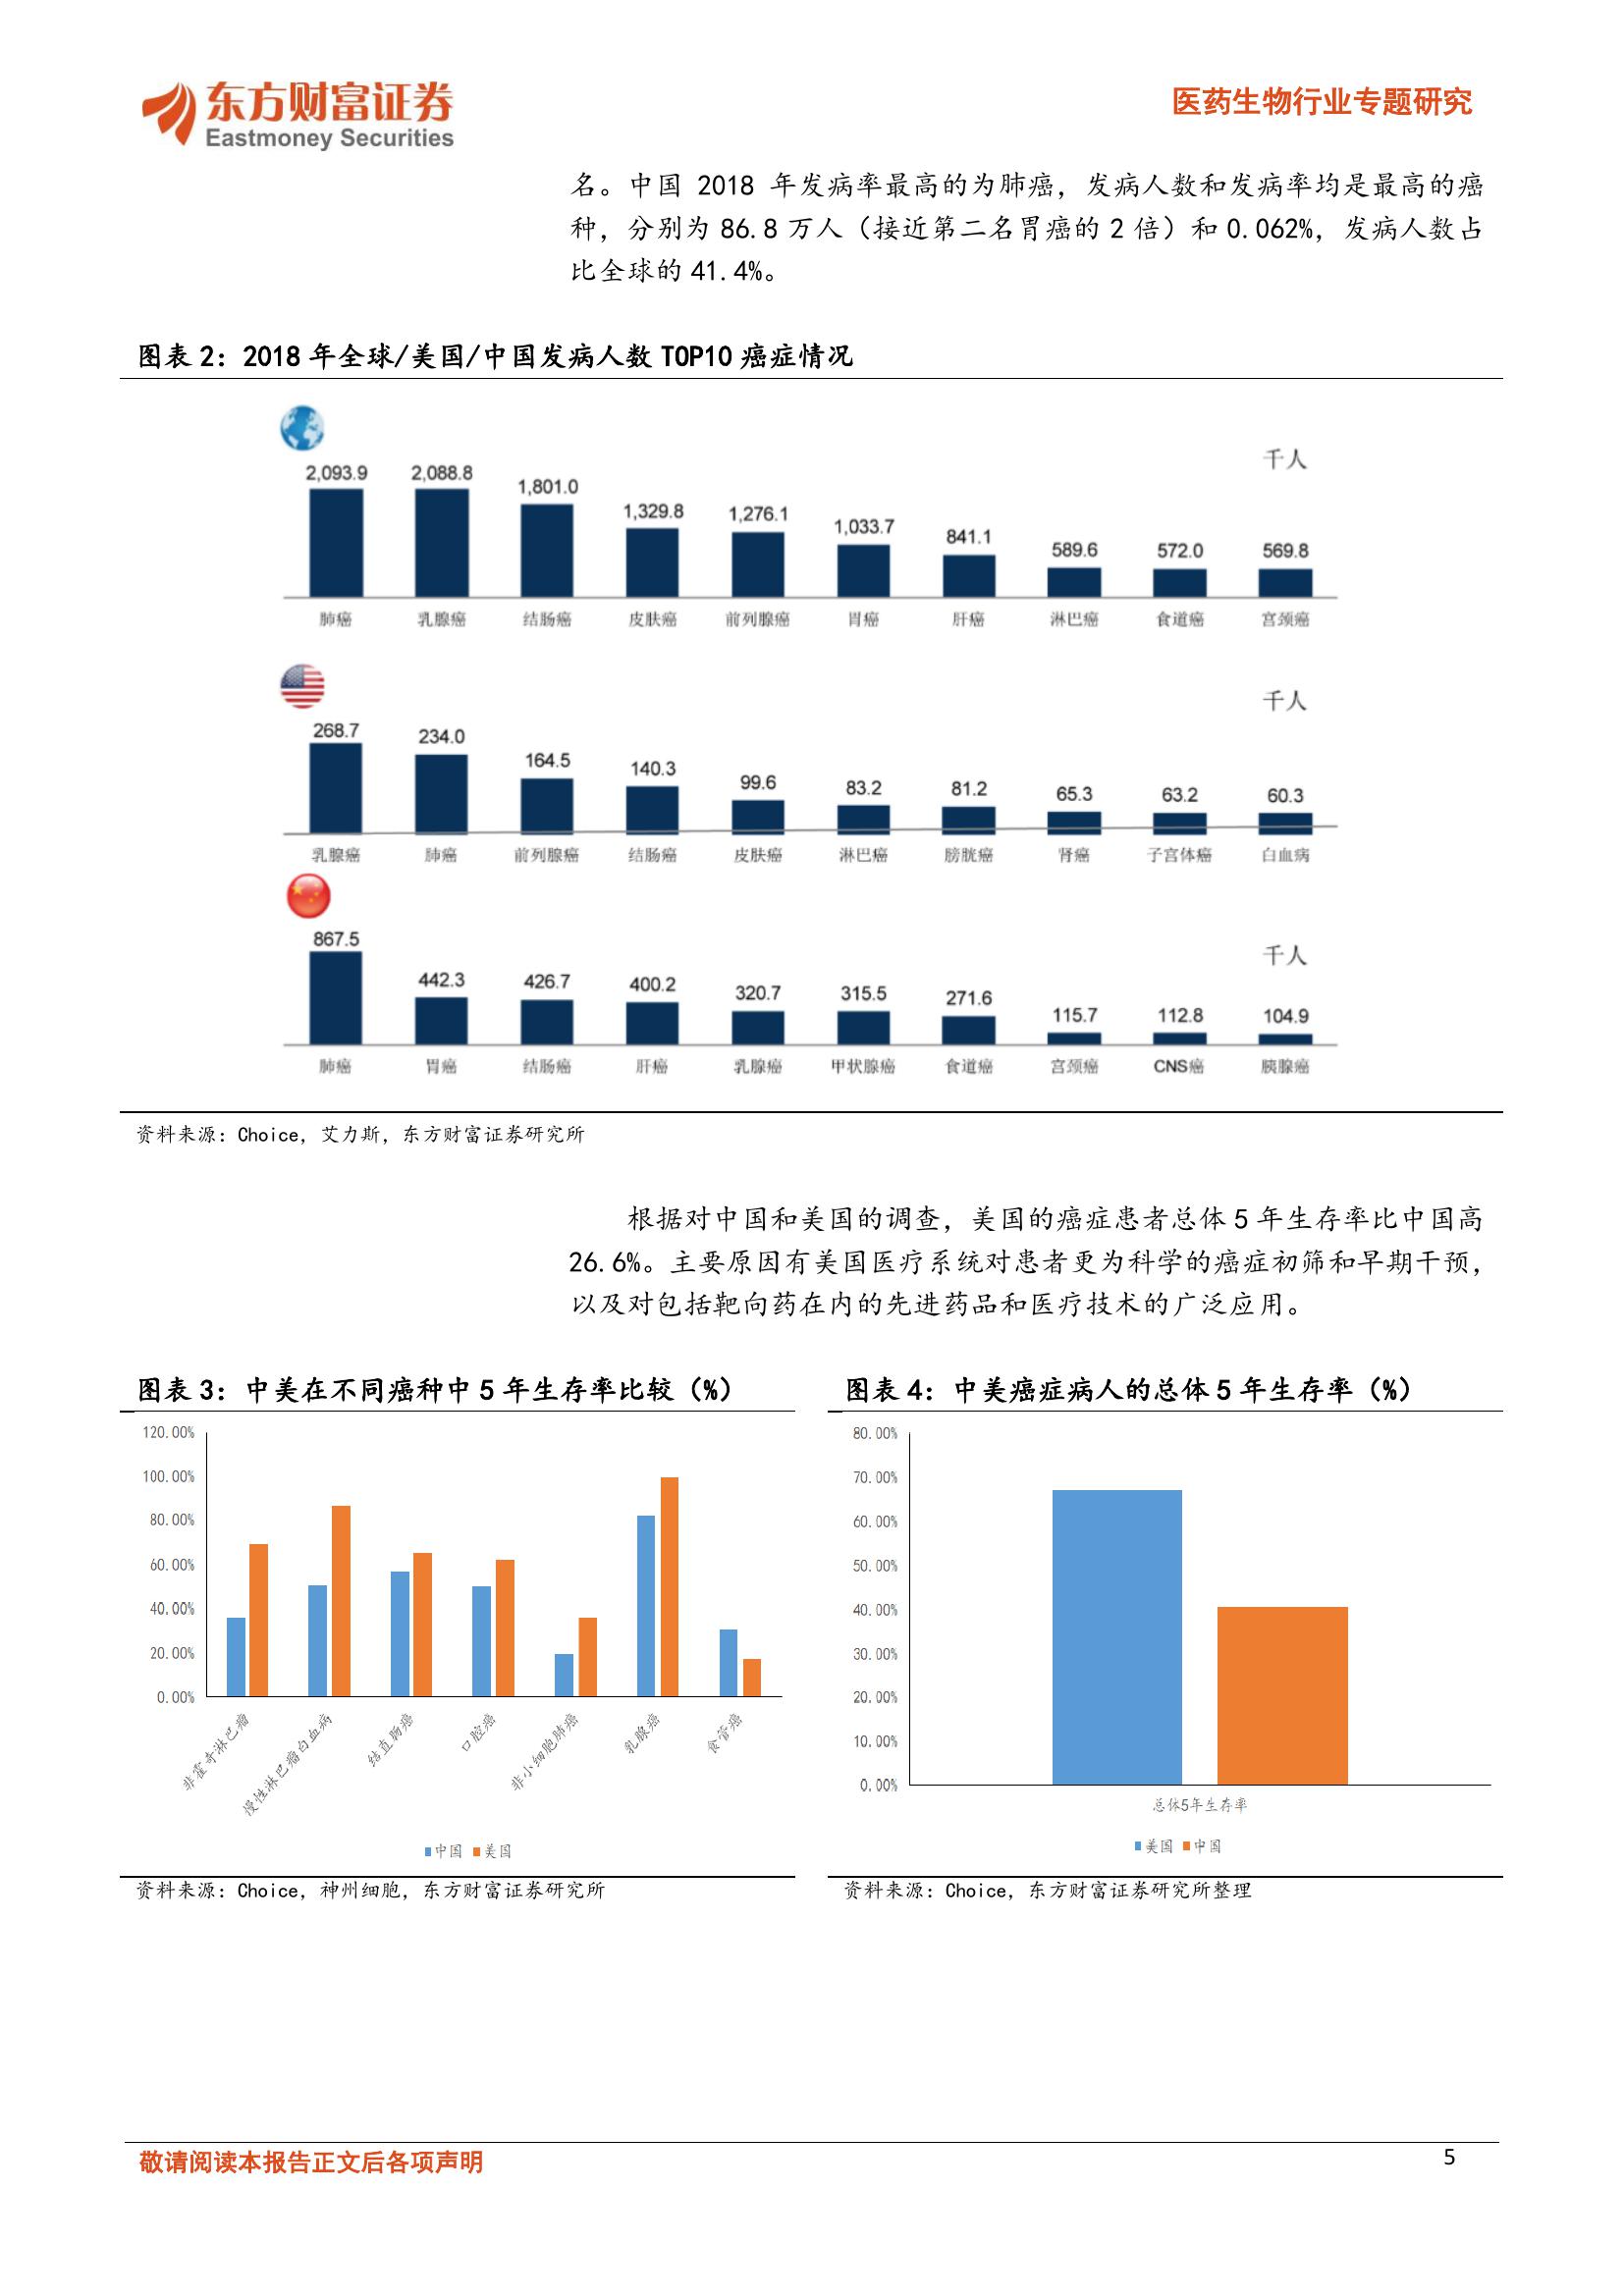 东方财富证券
Eastmoney Securities
医药生物行业专题研究
名。中国 2018 年发病率最高的为肺癌，发病人数和发病率均是最高的癌
种，分别为 86.8 万人（接近第二名胃癌的 2 倍）和 0.062%，发病人数占
比全球的 41.4%。
图表 2：2018 年全球/美国/中国发病人数 TOP10 癌症情况
千人
2,093.9 2,088.8 1,801.0 1,329.8 1,276.1 1,033.7 841.1 589.6 572.0 569.8
肺癌 乳腺癌 结肠癌 皮肤癌 前列腺癌 胃癌 肝癌 淋巴癌 食道癌 宫颈癌
千人
268.7 234.0 164.5 140.3 99.6 83.2 81.2 65.3 63.2 60.3
乳腺癌 肺癌 前列腺癌 结肠癌 皮肤癌 淋巴癌 膀胱癌 肾癌 子宫体癌 白血病
千人
867.5 442.3 426.7 400.2 320.7 315.5 271.6 115.7 112.8 104.9
肺癌 胃癌 结肠癌 肝癌 乳腺癌 甲状腺癌 食道癌 宫颈癌 CNS癌 胰腺癌
资料来源：Choice，艾力斯，东方财富证券研究所
根据对中国和美国的调查，美国的癌症患者总体 5 年生存率比中国高
26.6%。主要原因有美国医疗系统对患者更为科学的癌症初筛和早期干预，
以及对包括靶向药在内的先进药品和医疗技术的广泛应用。
图表 3：中美在不同癌种中 5 年生存率比较（%）
120.00%
100.00%
80.00%
60.00%
40.00%
20.00%
0.00%
非霍奇淋巴瘤 慢性淋巴瘤白血病 结直肠癌 口腔癌 非小细胞肺癌 乳腺癌 食管癌
中国 美国
资料来源：Choice，神州细胞，东方财富证券研究所
图表 4：中美癌症病人的总体 5 年生存率（%）
80.00%
70.00%
60.00%
50.00%
40.00%
30.00%
20.00%
10.00%
0.00%
总体5年生存率
美国 中国
资料来源：Choice，东方财富证券研究所整理
敬请阅读本报告正文后各项声明
5